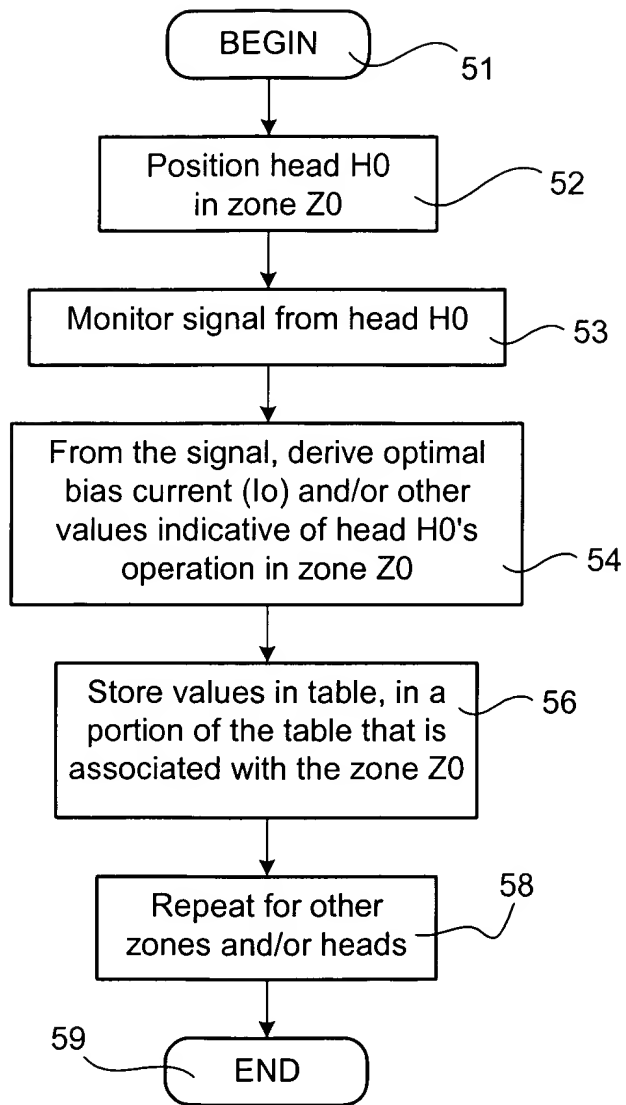 BEGIN
51
Position head H0
in zone Z0
52
Monitor signal from head H0
53
From the signal, derive optimal
bias current (Io) and/or other
values indicative of head H0's
operation in zone Z0
54
Store values in table, in a
portion of the table that is
associated with the zone Z0
56
Repeat for other
zones and/or heads
58
59
END